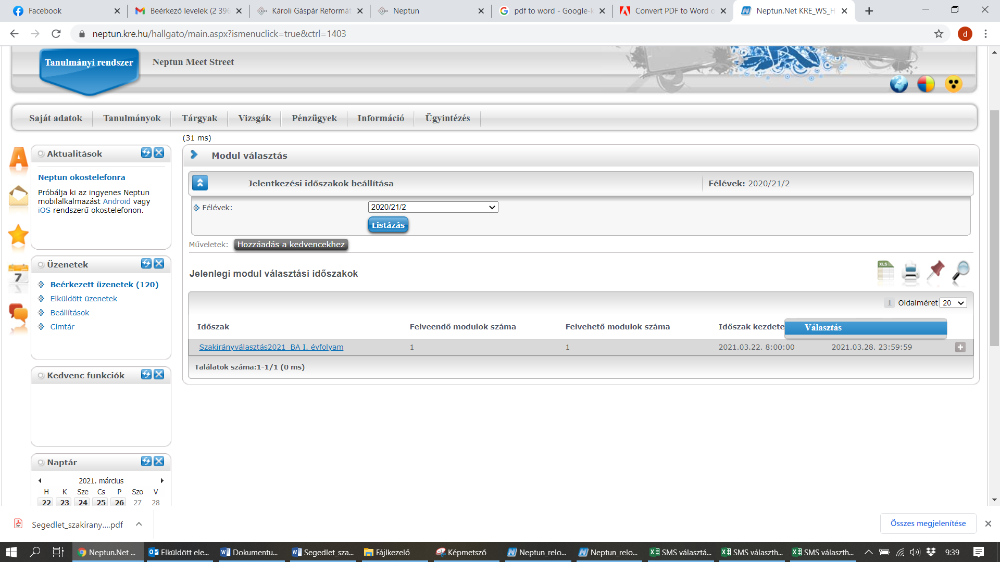 Facebook
Beérkező levelek (2 396
Károli Gáspár Reformát
Neptun
pdf to word - Google-k
Convert PDF to Word o
Neptun.Net KRE_WS_H
neptun.kre.hu/hallgato/main.aspx?ismenuclick=true&ctrl=1403
d
Tanulmányi rendszer
Neptun Meet Street
Saját adatok
Tanulmányok
Tárgyak
Vizsgák
Pénzügyek
Információ
Ügyintézés
(31 ms)
Aktualitások
Neptun okostelefonra
Próbálja ki az ingyenes Neptun
mobilalkalmazást Android vagy
iOS rendszerű okostelefonon.
Üzenetek
Beérkezett üzenetek (120)
Elküldött üzenetek
Beállítások
Címtár
Kedvenc funkciók
Naptár
2021. március
H K Sze Cs P Szo V
22 23 24 25 26 27 28
A
7
Modul választás
Jelentkezési időszakok beállítása
Félévek: 2020/21/2
Félévek:
2020/21/2
Listázás
Műveletek:
Hozzáadás a kedvencekhez
Jelenlegi modul választási időszakok
XLS
1 Oldalméret 20
Időszak
Felveendő modulok száma
Felvehető modulok száma
Időszak kezdete
Választás
Szakirányválasztás2021_BA I. évfolyam
1
1
2021.03.22. 8:00:00
2021.03.28. 23:59:59
Találatok száma:1-1/1 (0 ms)
Segedlet_szakirany....pdf
Összes megjelenítése
Neptun.Net ...
Elküldött ele...
Dokumentu...
Segedlet_sza...
Fájlkezelő
Képmetsző
Neptun_relo...
Neptun_relo...
SMS választá...
SMS választh...
SMS választh...
9:39